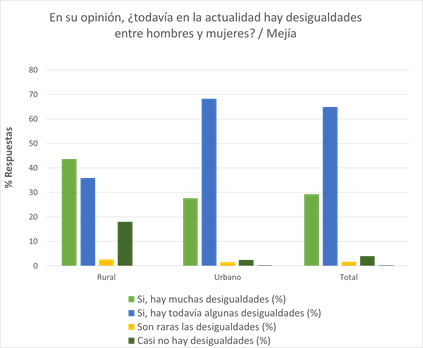 En su opinión, ¿todavía en la actualidad hay desigualdades
entre hombres y mujeres? / Mejía
% Respuestas
80
70
60
50
40
30
20
10
0
Rural
Urbano
Total
Si, hay muchas desigualdades (%)
Si, hay todavía algunas desigualdades (%)
Son raras las desigualdades (%)
Casi no hay desigualdades (%)